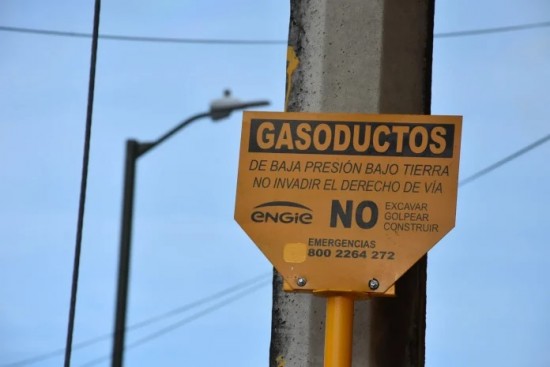 GASODUCTOS
DE BAJA PRESIÓN BAJO TIERRA
NO INVADIR EL DERECHO DE VÍA
ENGIE
NO
EXCAVAR
GOLPEAR
CONSTRUIR
EMERGENCIAS
800 2264 272